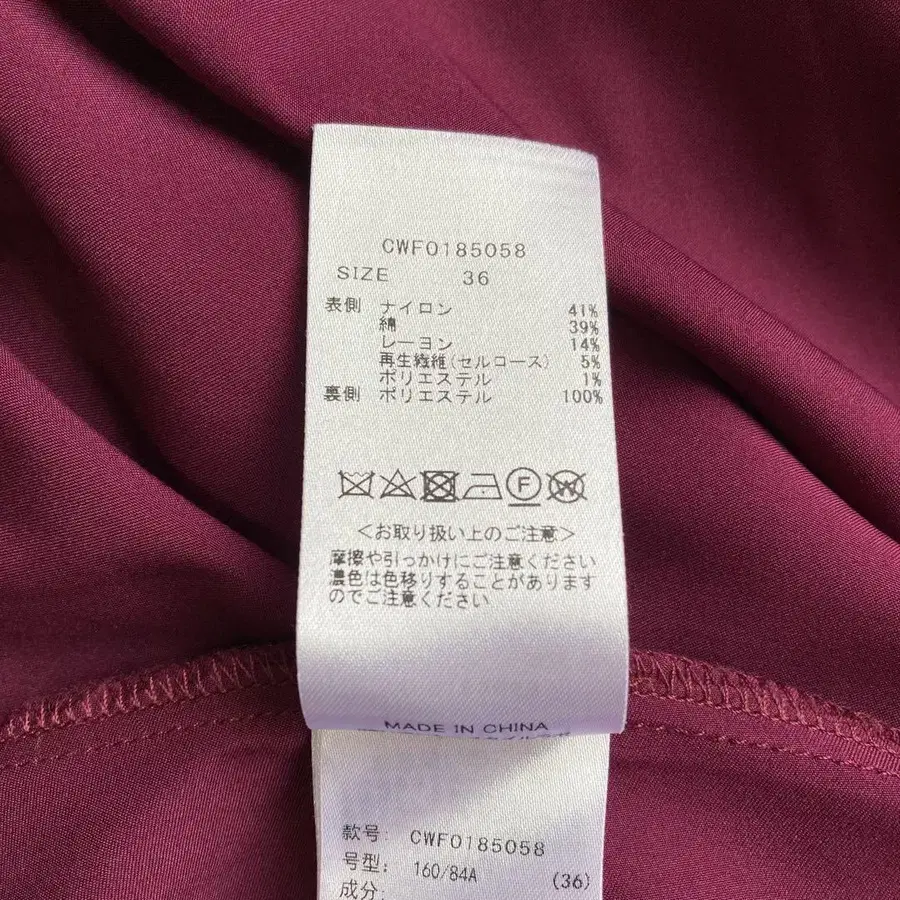 CWF0185058
SIZE 36
表側 ナイロン 41%
綿 39%
レーヨン 14%
再生繊維(セルロース) 5%
ポリエステル 1%
裏側 ポリエステル 100%
F
W
<お取り扱い上のご注意>
摩擦や引っかけにご注意ください
濃色は色移りすることがあります
のでご注意ください
MADE IN CHINA
款号: CWF0185058
号型: 160/84A (36)
成分: